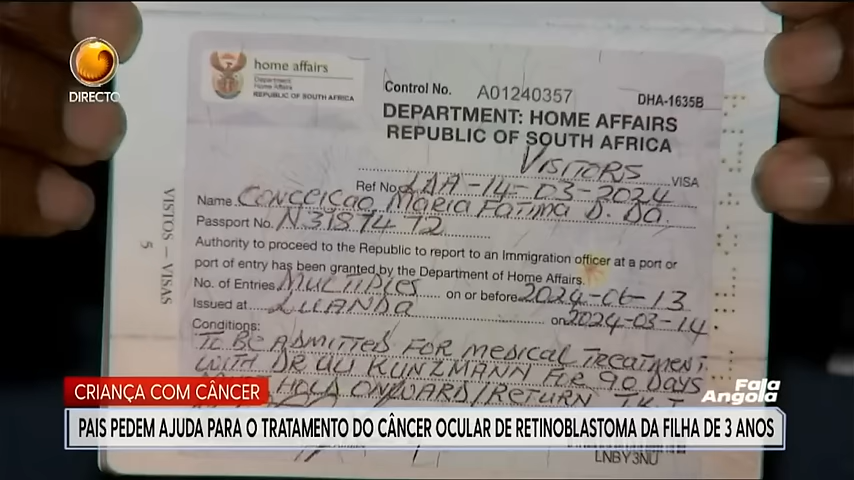 DIRECTO
home affairs
Department:
Home Affairs
REPUBLIC OF SOUTH AFRICA
Control No. A01240357
DHA-1635B
DEPARTMENT: HOME AFFAIRS
REPUBLIC OF SOUTH AFRICA
VISITORS VISA
Ref No. LAA-14-03-2024
Name CONCEICAO MARIA FATIMA D. DA.
Passport No. N3187472
Authority to proceed to the Republic to report to an Immigration officer at a port or
port of entry has been granted by the Department of Home Affairs.
No. of Entries MULTIPLES on or before 2024-06-13
Issued at LUANDA on 2024-03-14
Conditions:
TO BE ADMITTED FOR MEDICAL TREATMENT
WITH DR ULI KUNZMANN FOR 90 DAYS
HOLD ONWARD/RETURN TKT
VISTOS – VISAS
5
LNBY3NU
CRIANÇA COM CÂNCER
Fala
Angola
PAIS PEDEM AJUDA PARA O TRATAMENTO DO CÂNCER OCULAR DE RETINOBLASTOMA DA FILHA DE 3 ANOS